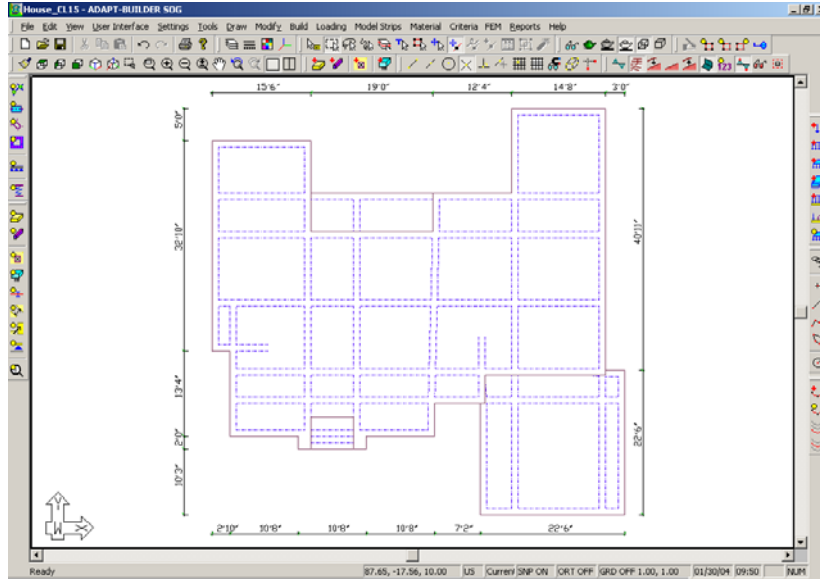 House_CL15 - ADAPT-BUILDER SOG
File Edit View User Interface Settings Tools Draw Modify Build Loading Model Strips Material Criteria FEM Reports Help
15'6" 19'0" 12'4" 14'8" 3'0"
5'0"
32'10"
40'11"
13'4"
2'0"
22'6"
10'3"
2'10" 10'8" 10'8" 10'8" 7'2" 22'6"
Ready 87.65, -17.56, 10.00 US Current SNP ON ORT OFF GRD OFF 1.00, 1.00 01/30/04 09:50 NUM